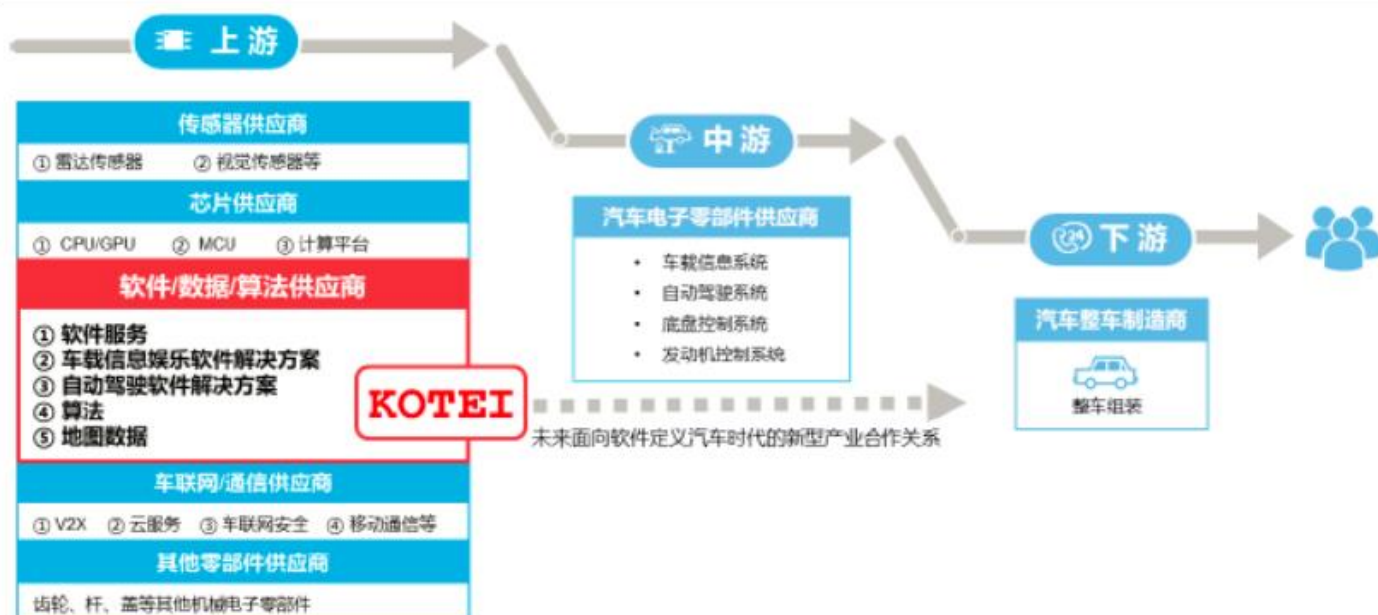 上游
传感器供应商
① 雷达传感器 ② 视觉传感器等
芯片供应商
① CPU/GPU ② MCU ③ 计算平台
软件/数据/算法供应商
① 软件服务
② 车载信息娱乐软件解决方案
③ 自动驾驶软件解决方案
④ 算法
⑤ 地图数据
KOTEI
车联网/通信供应商
① V2X ② 云服务 ③ 车联网安全 ④ 移动通信等
其他零部件供应商
齿轮、杆、盖等其他机械电子零部件
中游
汽车电子零部件供应商
• 车载信息系统
• 自动驾驶系统
• 底盘控制系统
• 发动机控制系统
未来面向软件定义汽车时代的新型产业合作关系
下游
汽车整车制造商
整车组装